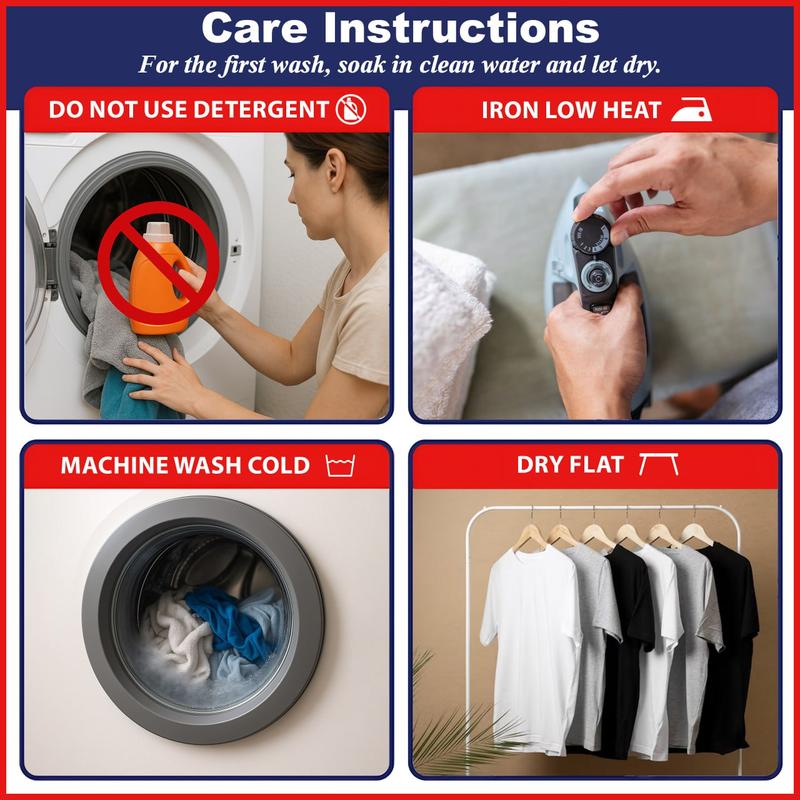 Care Instructions
For the first wash, soak in clean water and let dry.
DO NOT USE DETERGENT
IRON LOW HEAT
MACHINE WASH COLD
DRY FLAT